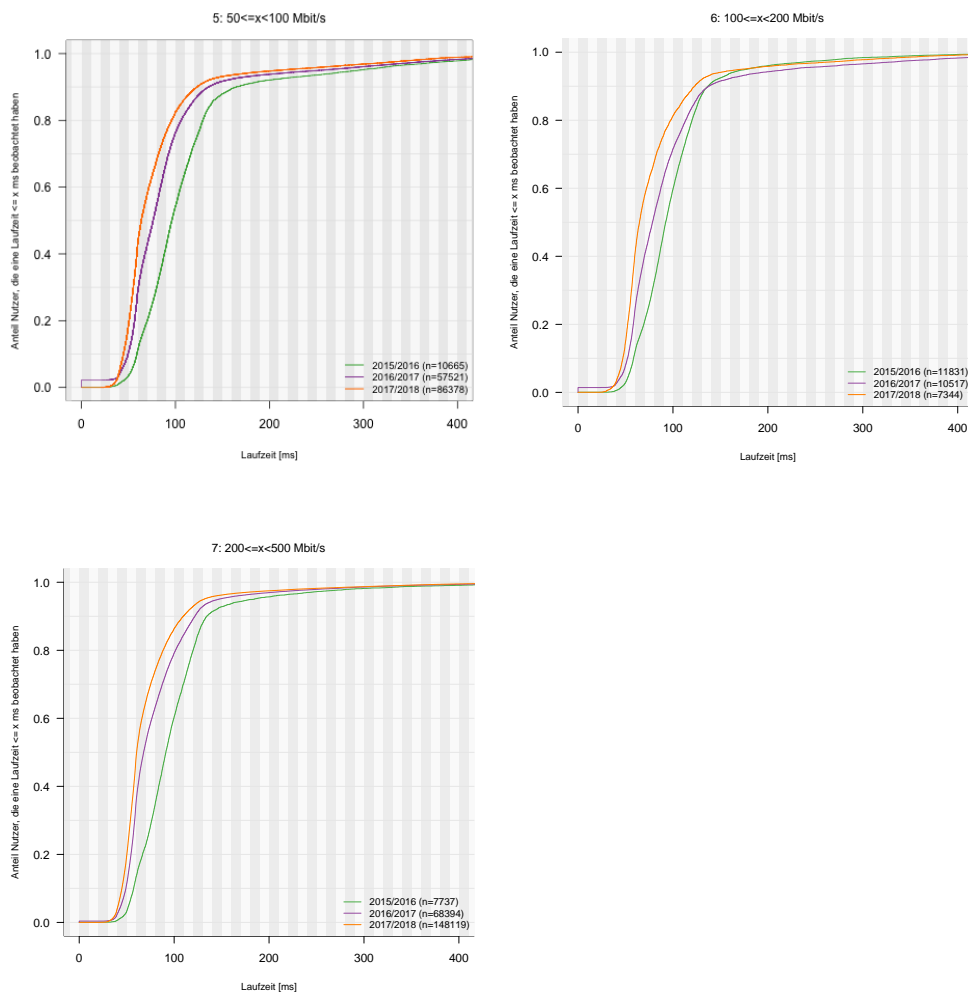 5: 50<=x<100 Mbit/s
Anteil Nutzer, die eine Laufzeit <= x ms beobachtet haben
1.0
0.8
0.6
0.4
0.2
0.0
2015/2016 (n=10665)
2016/2017 (n=57521)
2017/2018 (n=86378)
0 100 200 300 400
Laufzeit [ms]
6: 100<=x<200 Mbit/s
Anteil Nutzer, die eine Laufzeit <= x ms beobachtet haben
1.0
0.8
0.6
0.4
0.2
0.0
2015/2016 (n=11831)
2016/2017 (n=10517)
2017/2018 (n=7344)
0 100 200 300 400
Laufzeit [ms]
7: 200<=x<500 Mbit/s
Anteil Nutzer, die eine Laufzeit <= x ms beobachtet haben
1.0
0.8
0.6
0.4
0.2
0.0
2015/2016 (n=7737)
2016/2017 (n=68394)
2017/2018 (n=148119)
0 100 200 300 400
Laufzeit [ms]